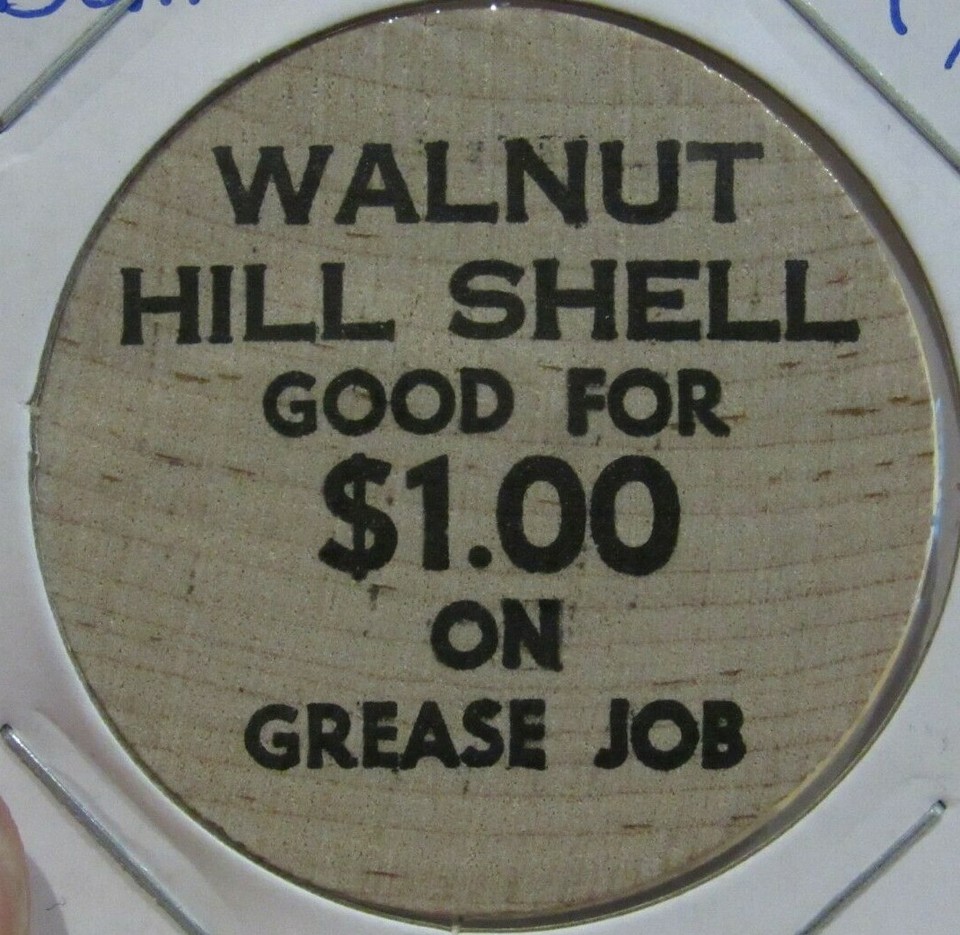 WALNUT
HILL SHELL
GOOD FOR
$1.00
ON
GREASE JOB